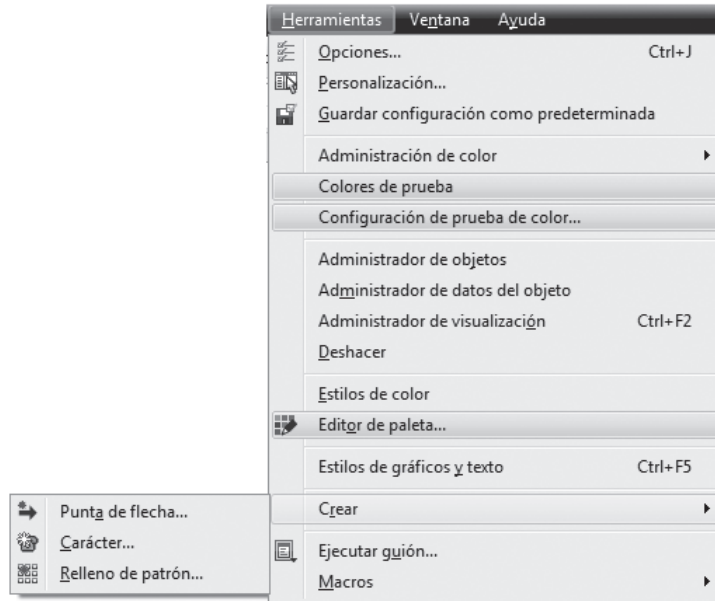 Herramientas Ventana Ayuda
Opciones... Ctrl+J
Personalización...
Guardar configuración como predeterminada
Administración de color
Colores de prueba
Configuración de prueba de color...
Administrador de objetos
Administrador de datos del objeto
Administrador de visualización Ctrl+F2
Deshacer
Estilos de color
Editor de paleta...
Estilos de gráficos y texto Ctrl+F5
Crear
Punta de flecha...
Carácter...
Relleno de patrón...
Ejecutar guión...
Macros